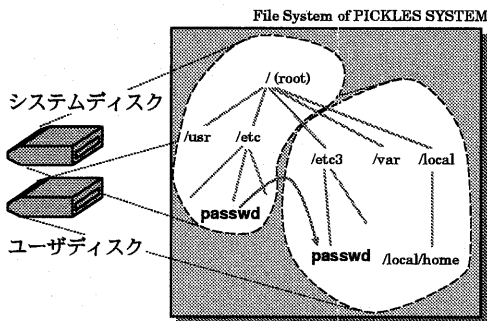 File System of PICKLES SYSTEM
/ (root)
システムディスク
/usr /etc /etc3 /var /local
passwd
ユーザディスク
passwd /local/home